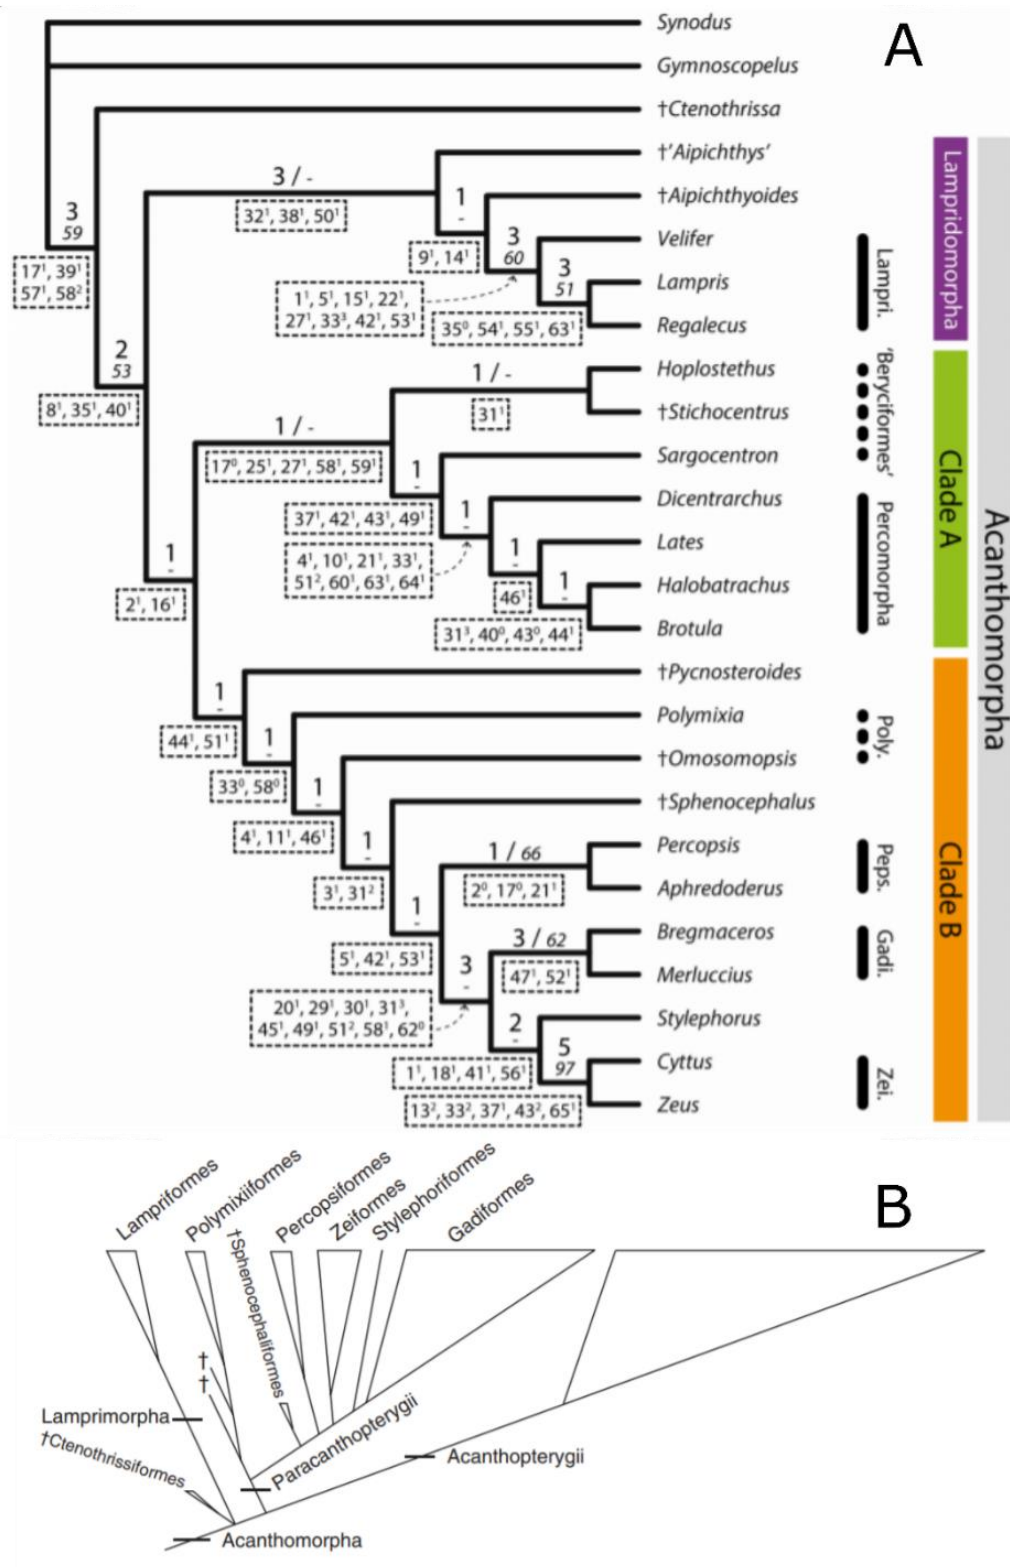 A
Synodus
Gymnoscopelus
†Ctenothrissa
†'Aipichthys'
†Aipichthyoides
Velifer
Lampris
Regalecus
Hoplostethus
†Stichocentrus
Sargocentron
Dicentrarchus
Lates
Halobatrachus
Brotula
†Pycnosteroides
Polymixia
†Omosomopsis
†Sphenocephalus
Percopsis
Aphredoderus
Bregmaceros
Merluccius
Stylephorus
Cyttus
Zeus
3
59
17¹, 39¹
57¹, 58²
2
53
8¹, 35¹, 40¹
3 / -
32¹, 38¹, 50¹
1
-
9¹, 14¹
3
60
1¹, 5¹, 15¹, 22¹,
27¹, 33³, 42¹, 53¹
3
51
35⁰, 54¹, 55¹, 63¹
1
-
2¹, 16¹
1 / -
17⁰, 25¹, 27¹, 58¹, 59¹
1 / -
31¹
1
-
37¹, 42¹, 43¹, 49¹
1
-
4¹, 10¹, 21¹, 33¹,
51², 60¹, 63¹, 64¹
1
-
46¹
1
-
31³, 40⁰, 43⁰, 44¹
1
-
44¹, 51¹
1
-
33⁰, 58⁰
1
-
4¹, 11¹, 46¹
1
-
3¹, 31²
1
-
5¹, 42¹, 53¹
1 / 66
2⁰, 17⁰, 21¹
3
-
20¹, 29¹, 30¹, 31³,
45¹, 49¹, 51², 58¹, 62⁰
3 / 62
47¹, 52¹
2
-
1¹, 18¹, 41¹, 56¹
5
97
13², 33², 37¹, 43², 65¹
Lampri.
'Beryciformes'
Percomorpha
Poly.
Peps.
Gadi.
Zei.
Lampridomorpha
Clade A
Clade B
Acanthomorpha
B
Lampriformes
Polymixiiformes
†Sphenocephaliformes
Percopsiformes
Zeiformes
Stylephoriformes
Gadiformes
†
†
Lamprimorpha
†Ctenothrissiformes
Paracanthopterygii
Acanthopterygii
Acanthomorpha